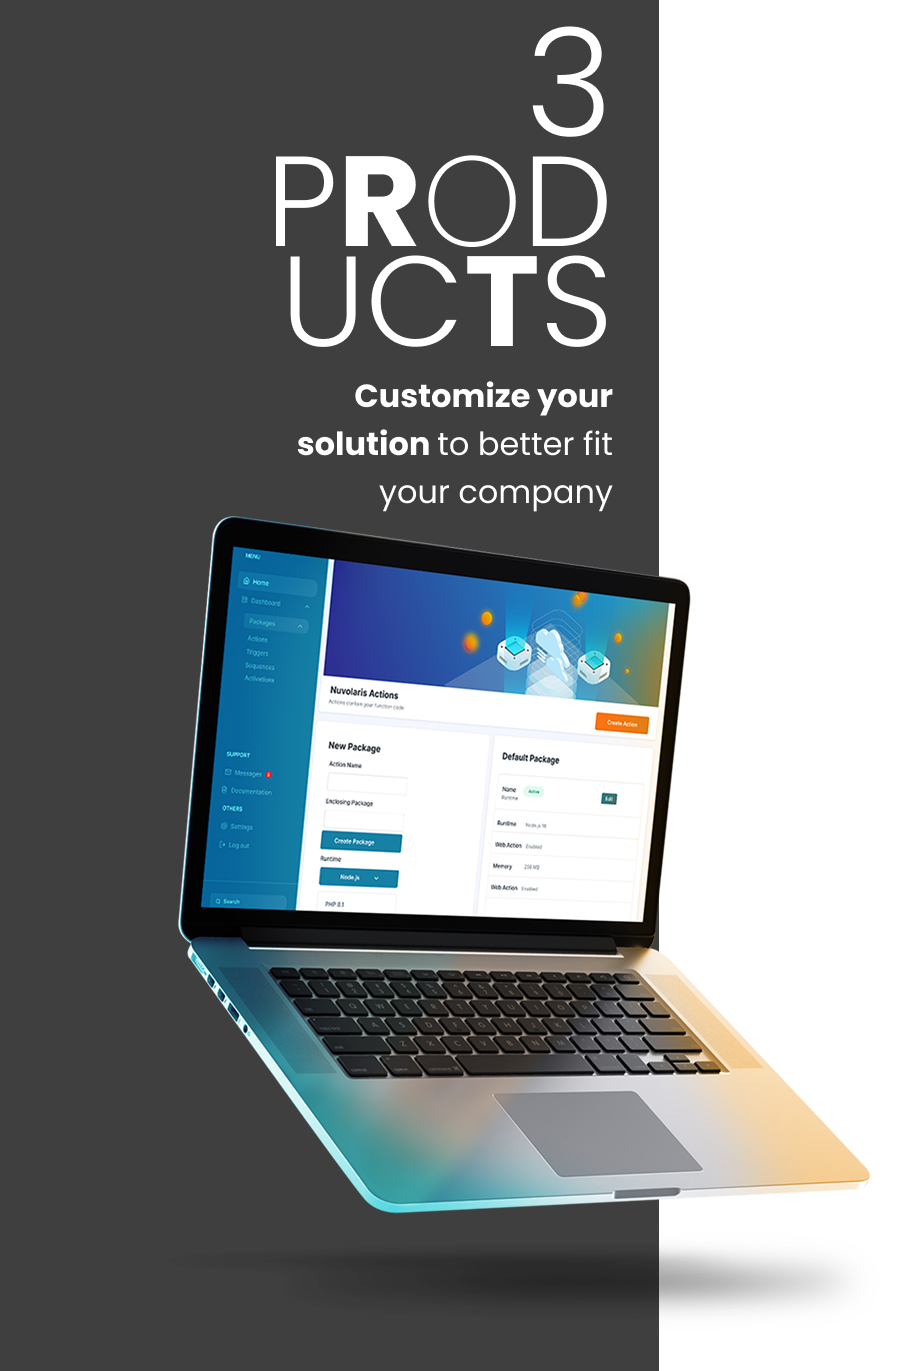 3
PROD
UCTS
Customize your
solution to better fit
your company
MENU
Home
Dashboard
Packages
Actions
Triggers
Sequences
Activations
SUPPORT
Messages
Documentation
OTHERS
Settings
Log out
Search
Nuvolaris Actions
Actions contain your function code
Create Action
New Package
Action Name
Enclosing Package
Create Package
Runtime
Node.js
PHP 8.1
Default Package
Name Active Edit
Runtime
Runtime Node.js:18
Web Action Enabled
Memory 256 MB
Web Action Enabled